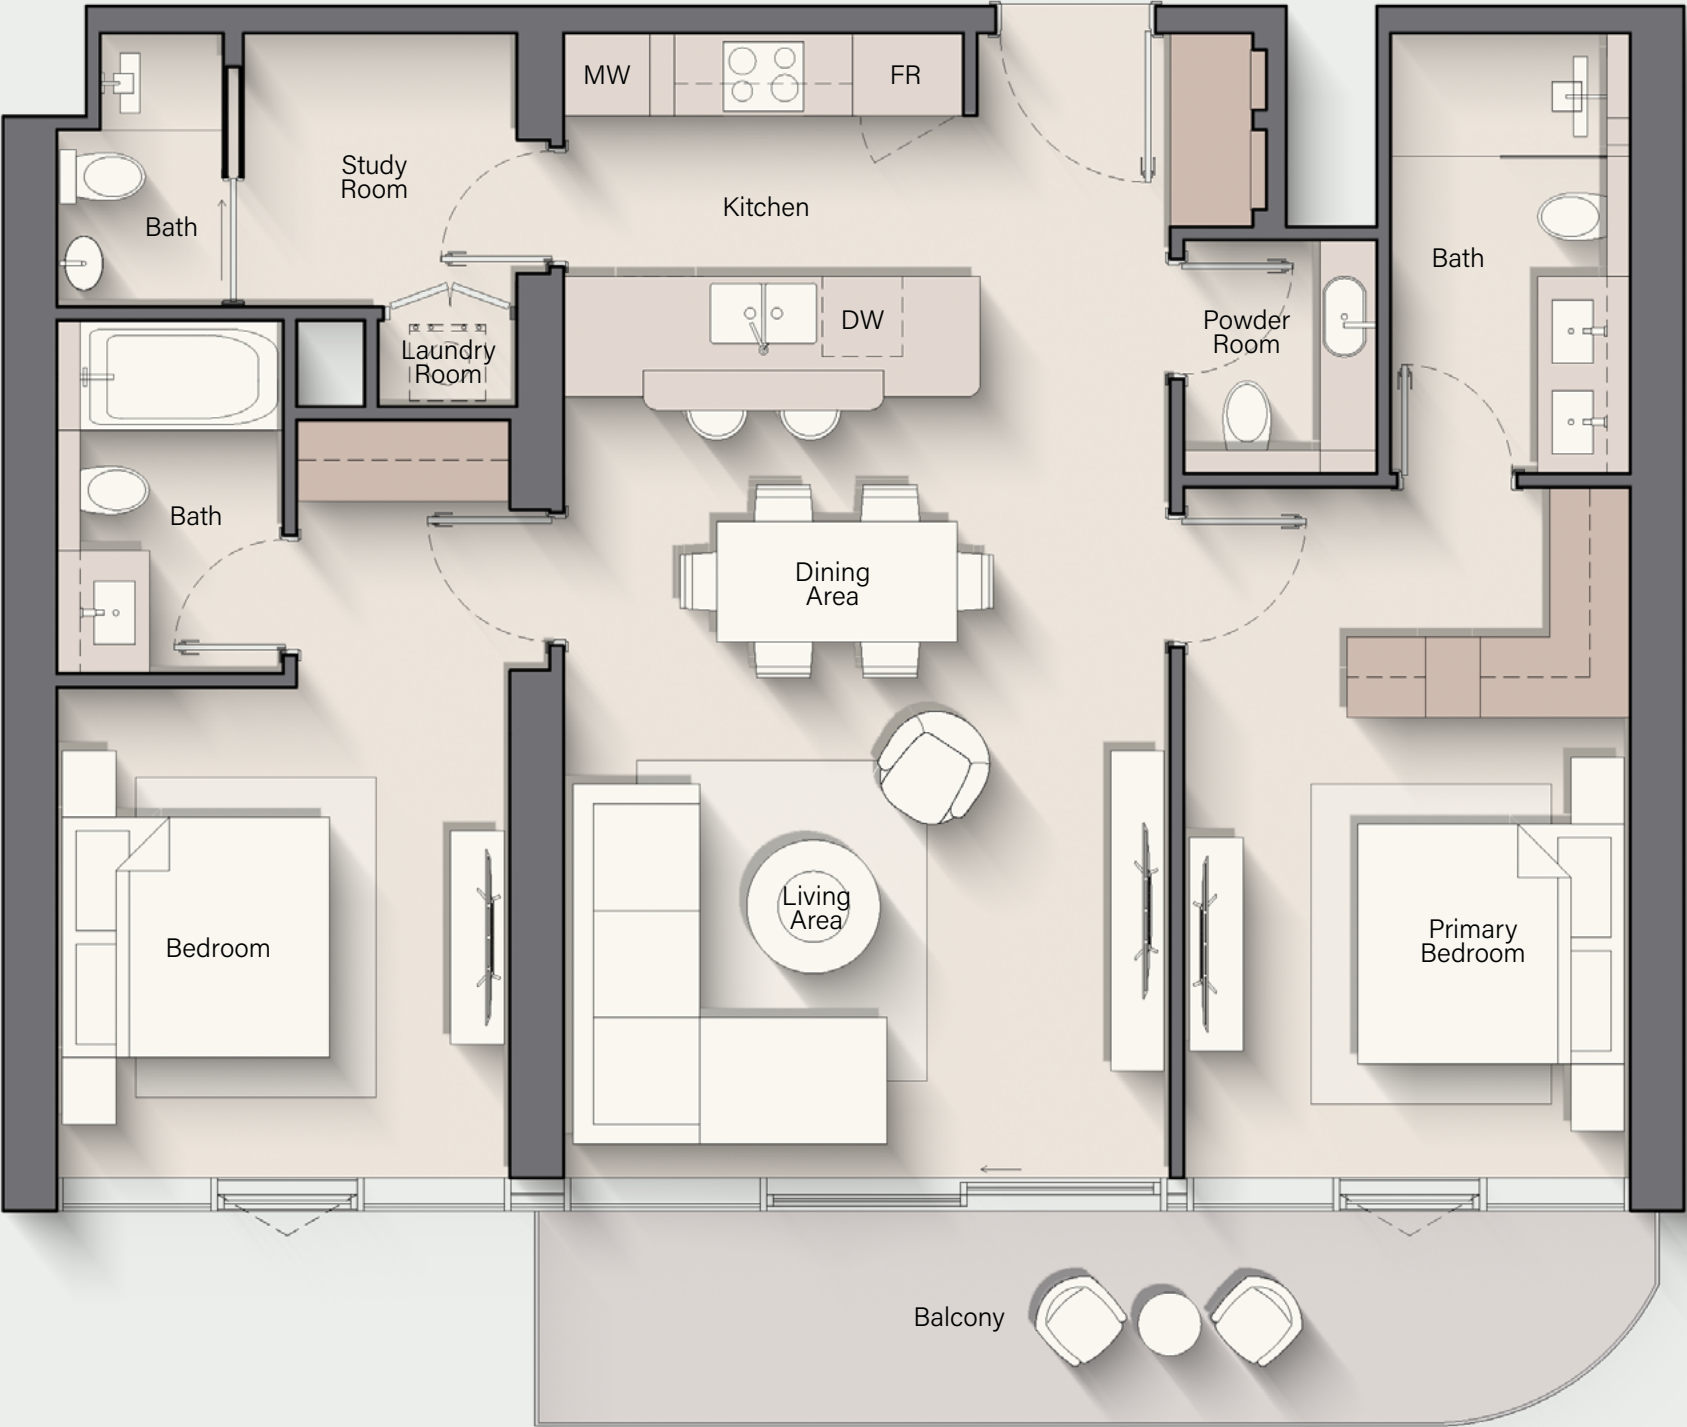 MW
FR
Study
Room
Kitchen
Bath
Bath
DW
Powder
Room
Laundry
Room
Bath
Dining
Area
Living
Area
Bedroom
Primary
Bedroom
Balcony